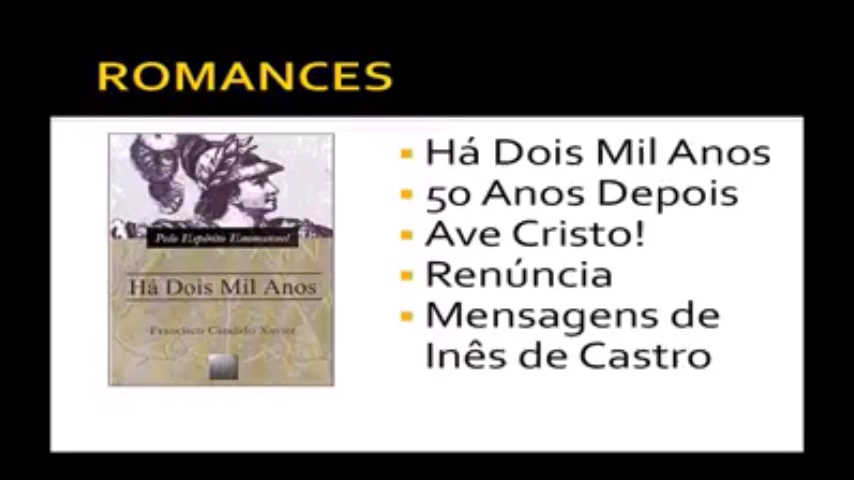 ROMANCES
Há Dois Mil Anos
50 Anos Depois
Ave Cristo!
Renúncia
Mensagens de
Inês de Castro
Pelo Espírito Emmanuel
Há Dois Mil Anos
Francisco Candido Xavier